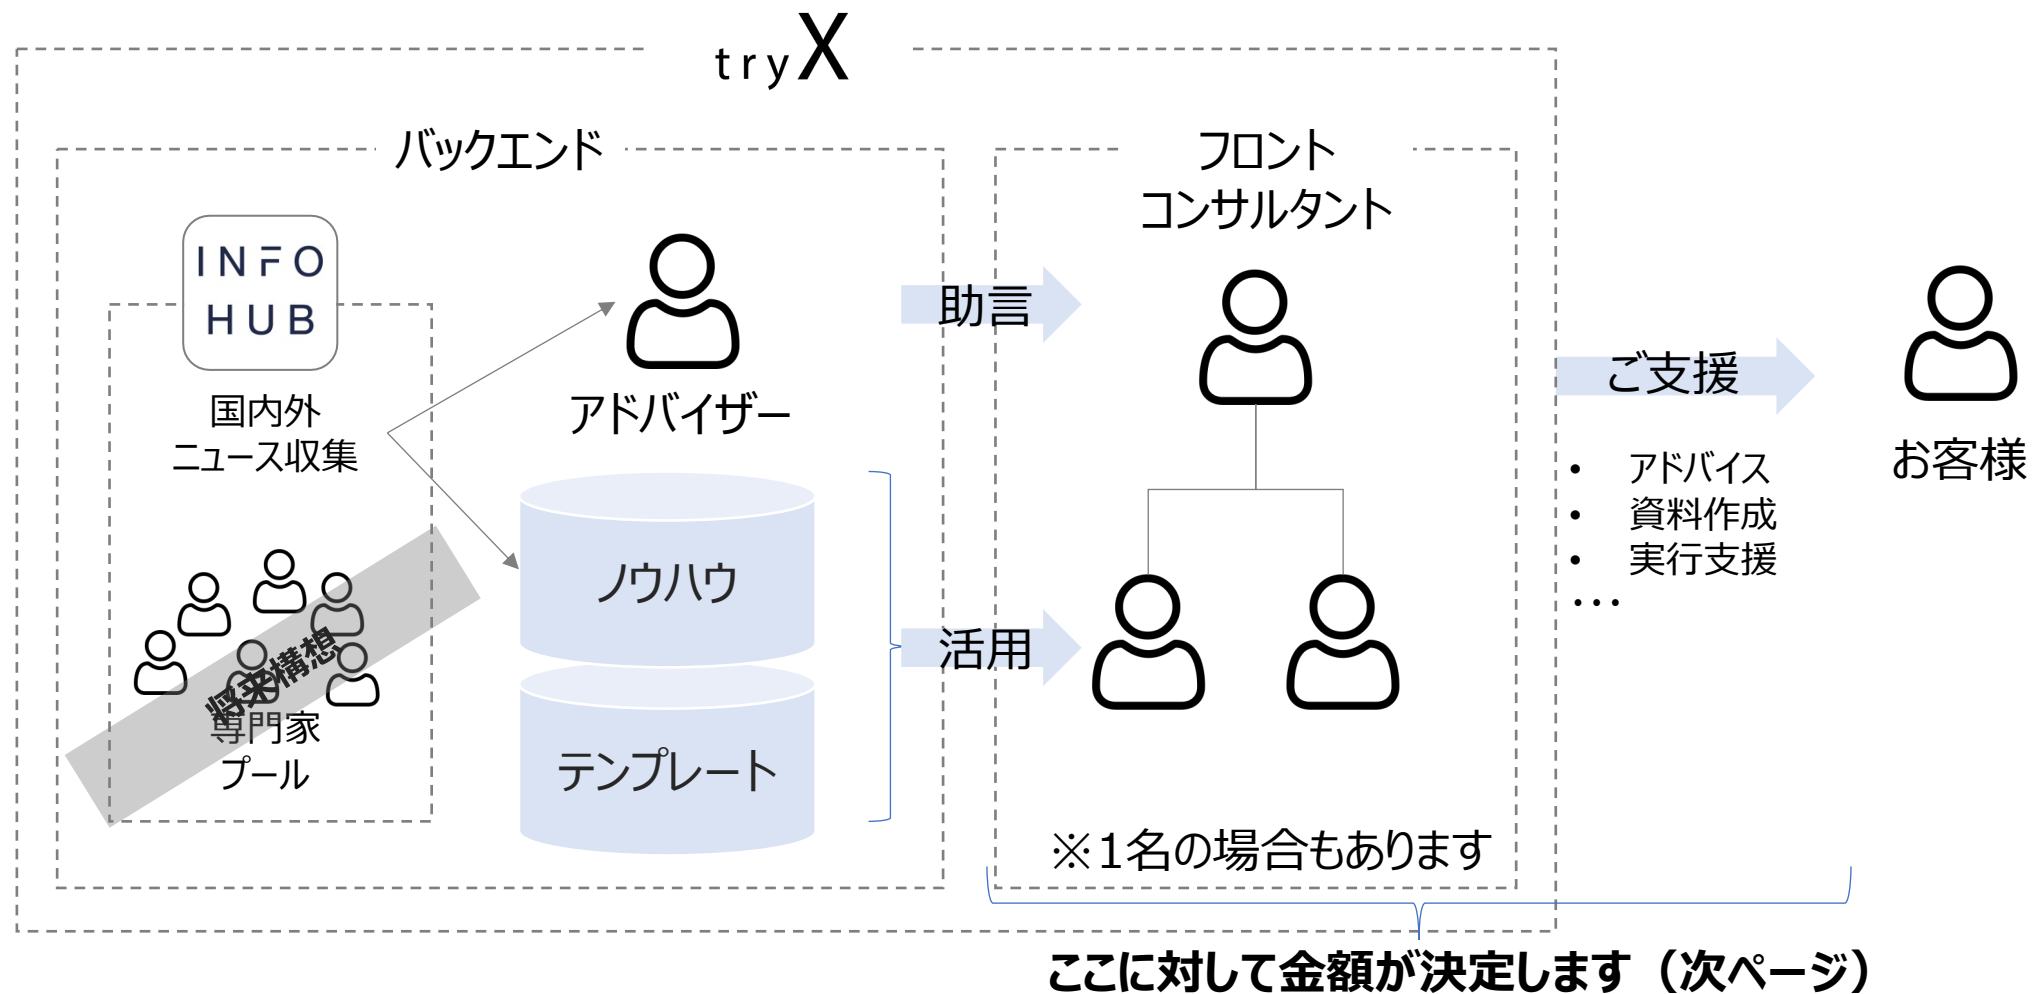 tryX
バックエンド
INFO
HUB
国内外
ニュース収集
将来構想
専門家
プール
アドバイザー
ノウハウ
テンプレート
助言
活用
フロント
コンサルタント
※1名の場合もあります
ご支援
• アドバイス
• 資料作成
• 実行支援
・・・
お客様
ここに対して金額が決定します（次ページ）